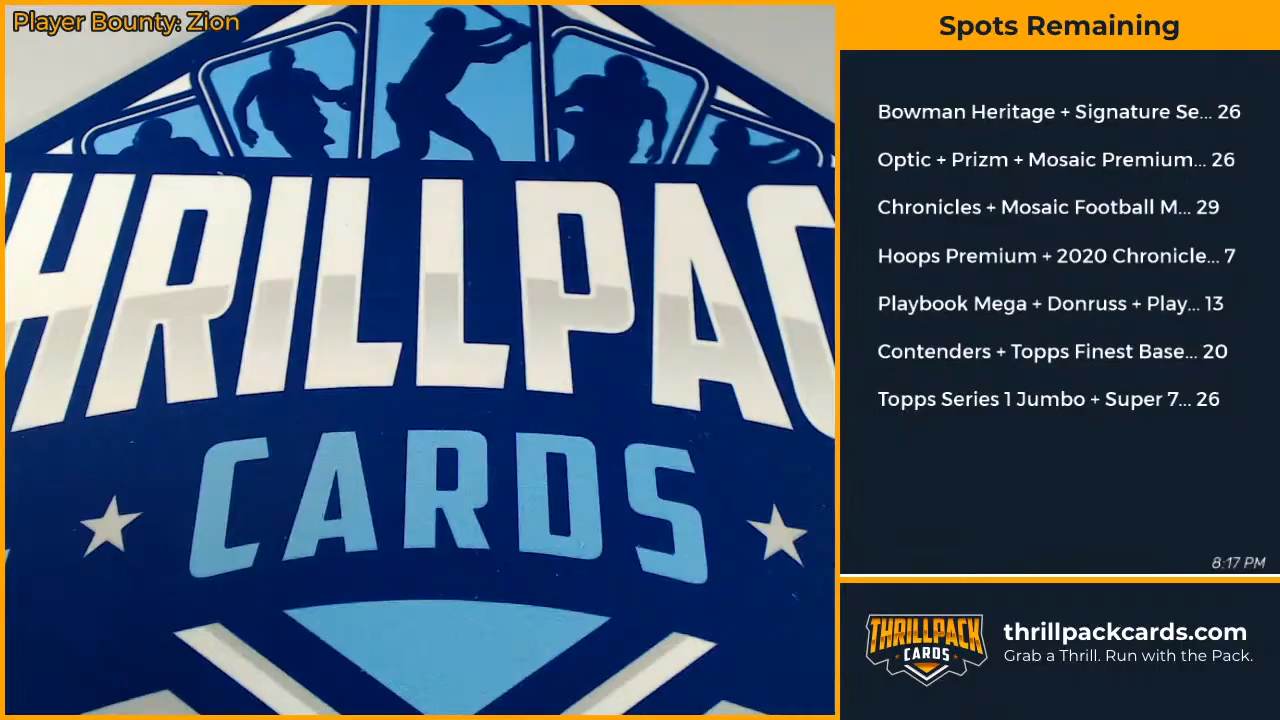 Player Bounty: Zion
HRILLPAC
CARDS
Spots Remaining
Bowman Heritage + Signature Se... 26
Optic + Prizm + Mosaic Premium... 26
Chronicles + Mosaic Football M... 29
Hoops Premium + 2020 Chronicle... 7
Playbook Mega + Donruss + Play... 13
Contenders + Topps Finest Base... 20
Topps Series 1 Jumbo + Super 7... 26
8:17 PM
THRILLPACK
CARDS
thrillpackcards.com
Grab a Thrill. Run with the Pack.